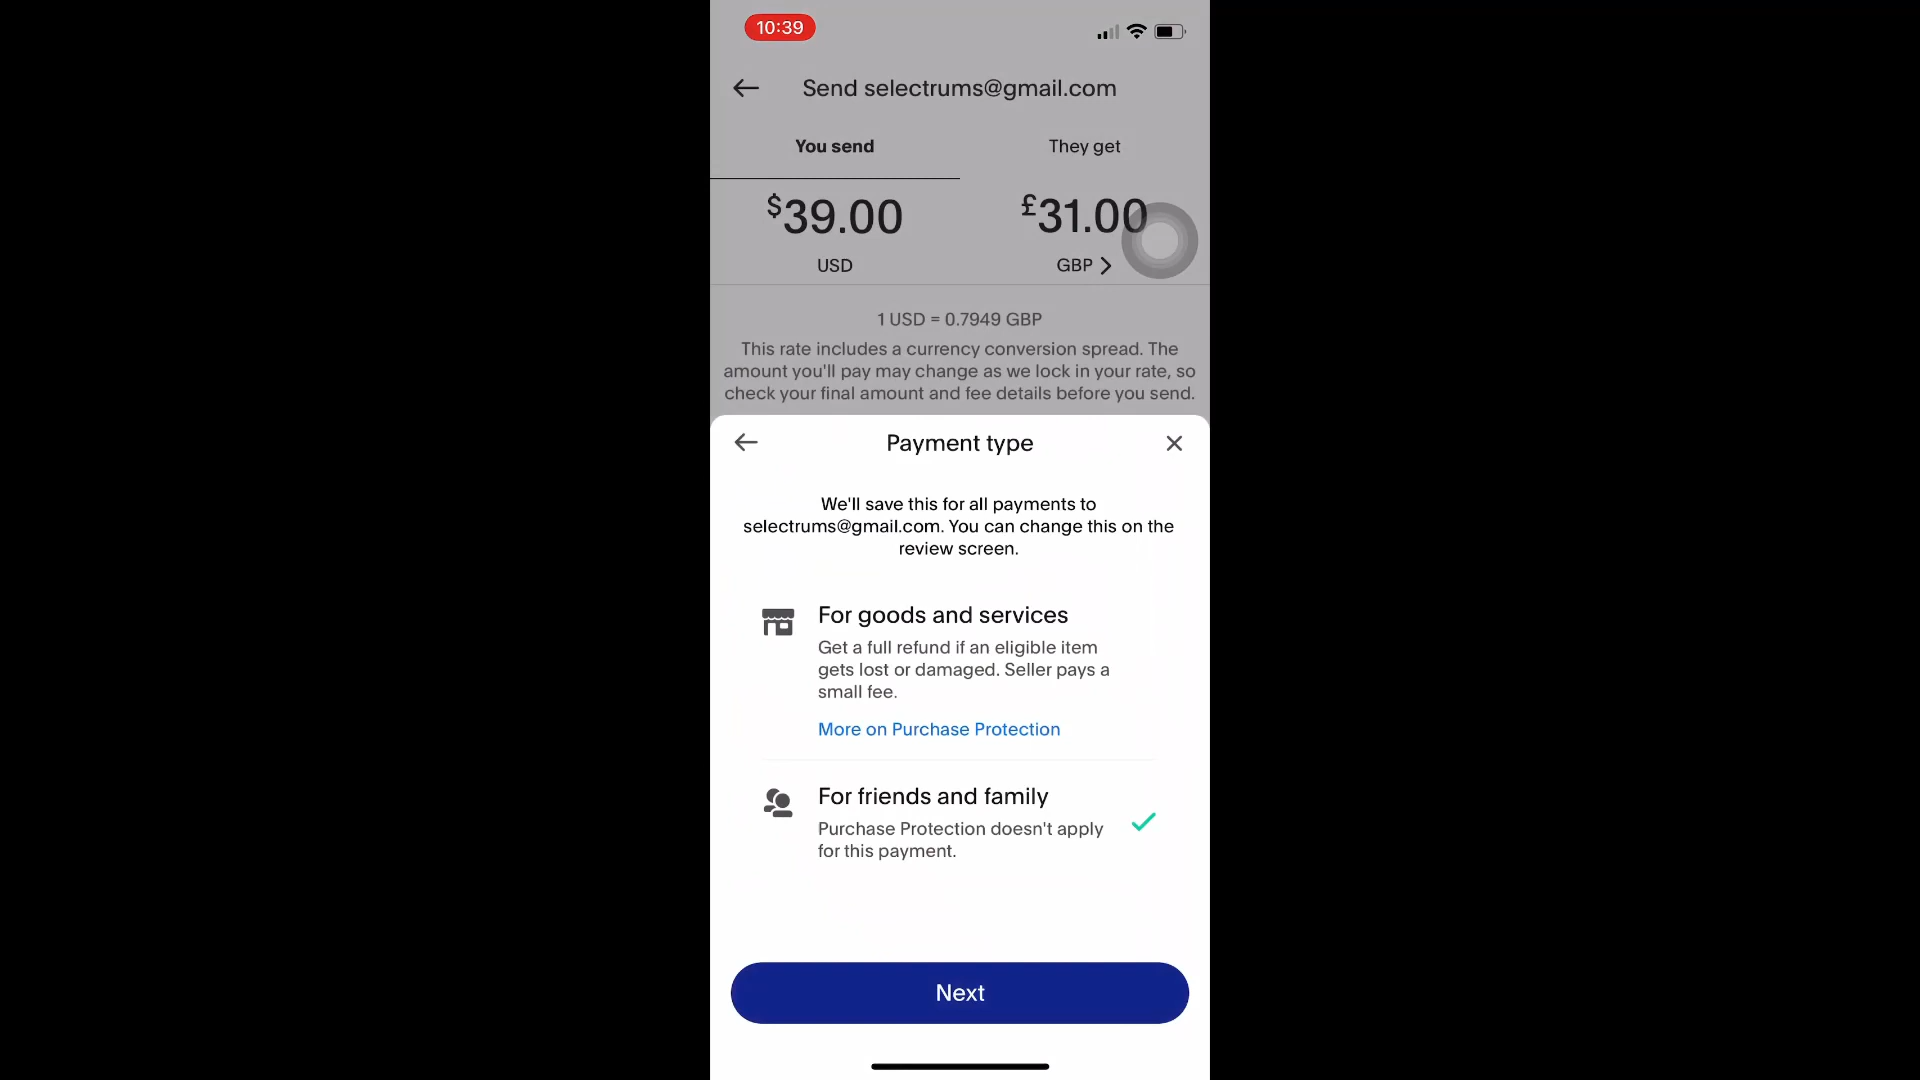 10:39
Send selectrums@gmail.com
You send
They get
$39.00
£31.00
USD
GBP
1 USD = 0.7949 GBP
This rate includes a currency conversion spread. The
amount you'll pay may change as we lock in your rate, so
check your final amount and fee details before you send.
Payment type
We'll save this for all payments to
selectrums@gmail.com. You can change this on the
review screen.
For goods and services
Get a full refund if an eligible item
gets lost or damaged. Seller pays a
small fee.
More on Purchase Protection
For friends and family
Purchase Protection doesn't apply
for this payment.
Next